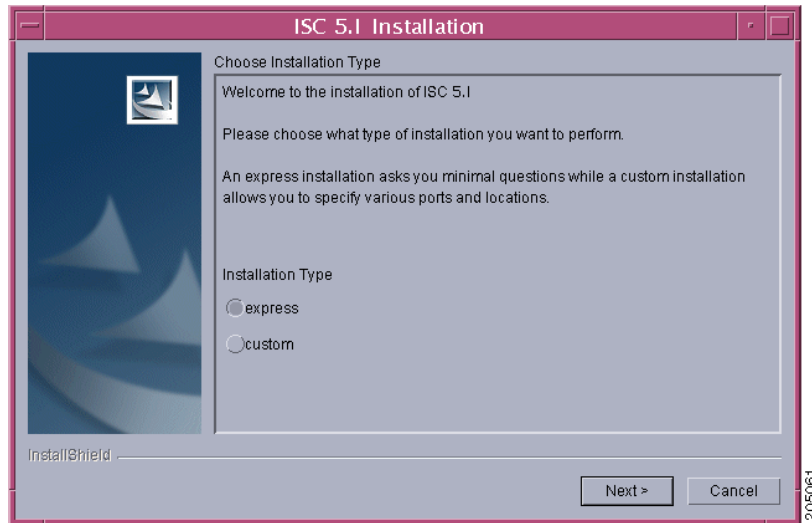 ISC 5.I Installation
Choose Installation Type
Welcome to the installation of ISC 5.I
Please choose what type of installation you want to perform.
An express installation asks you minimal questions while a custom installation
allows you to specify various ports and locations.
Installation Type
express
custom
InstallShield
Next >
Cancel
205061